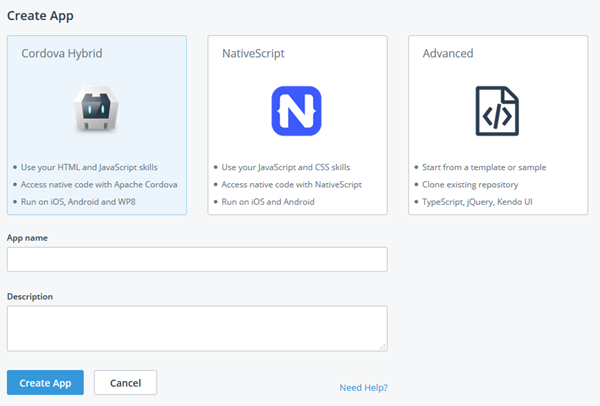 Create App
Cordova Hybrid
Use your HTML and JavaScript skills
Access native code with Apache Cordova
Run on iOS, Android and WP8
NativeScript
N
Use your JavaScript and CSS skills
Access native code with NativeScript
Run on iOS and Android
Advanced
</>
Start from a template or sample
Clone existing repository
TypeScript, jQuery, Kendo UI
App name
Description
Create App
Cancel
Need Help?